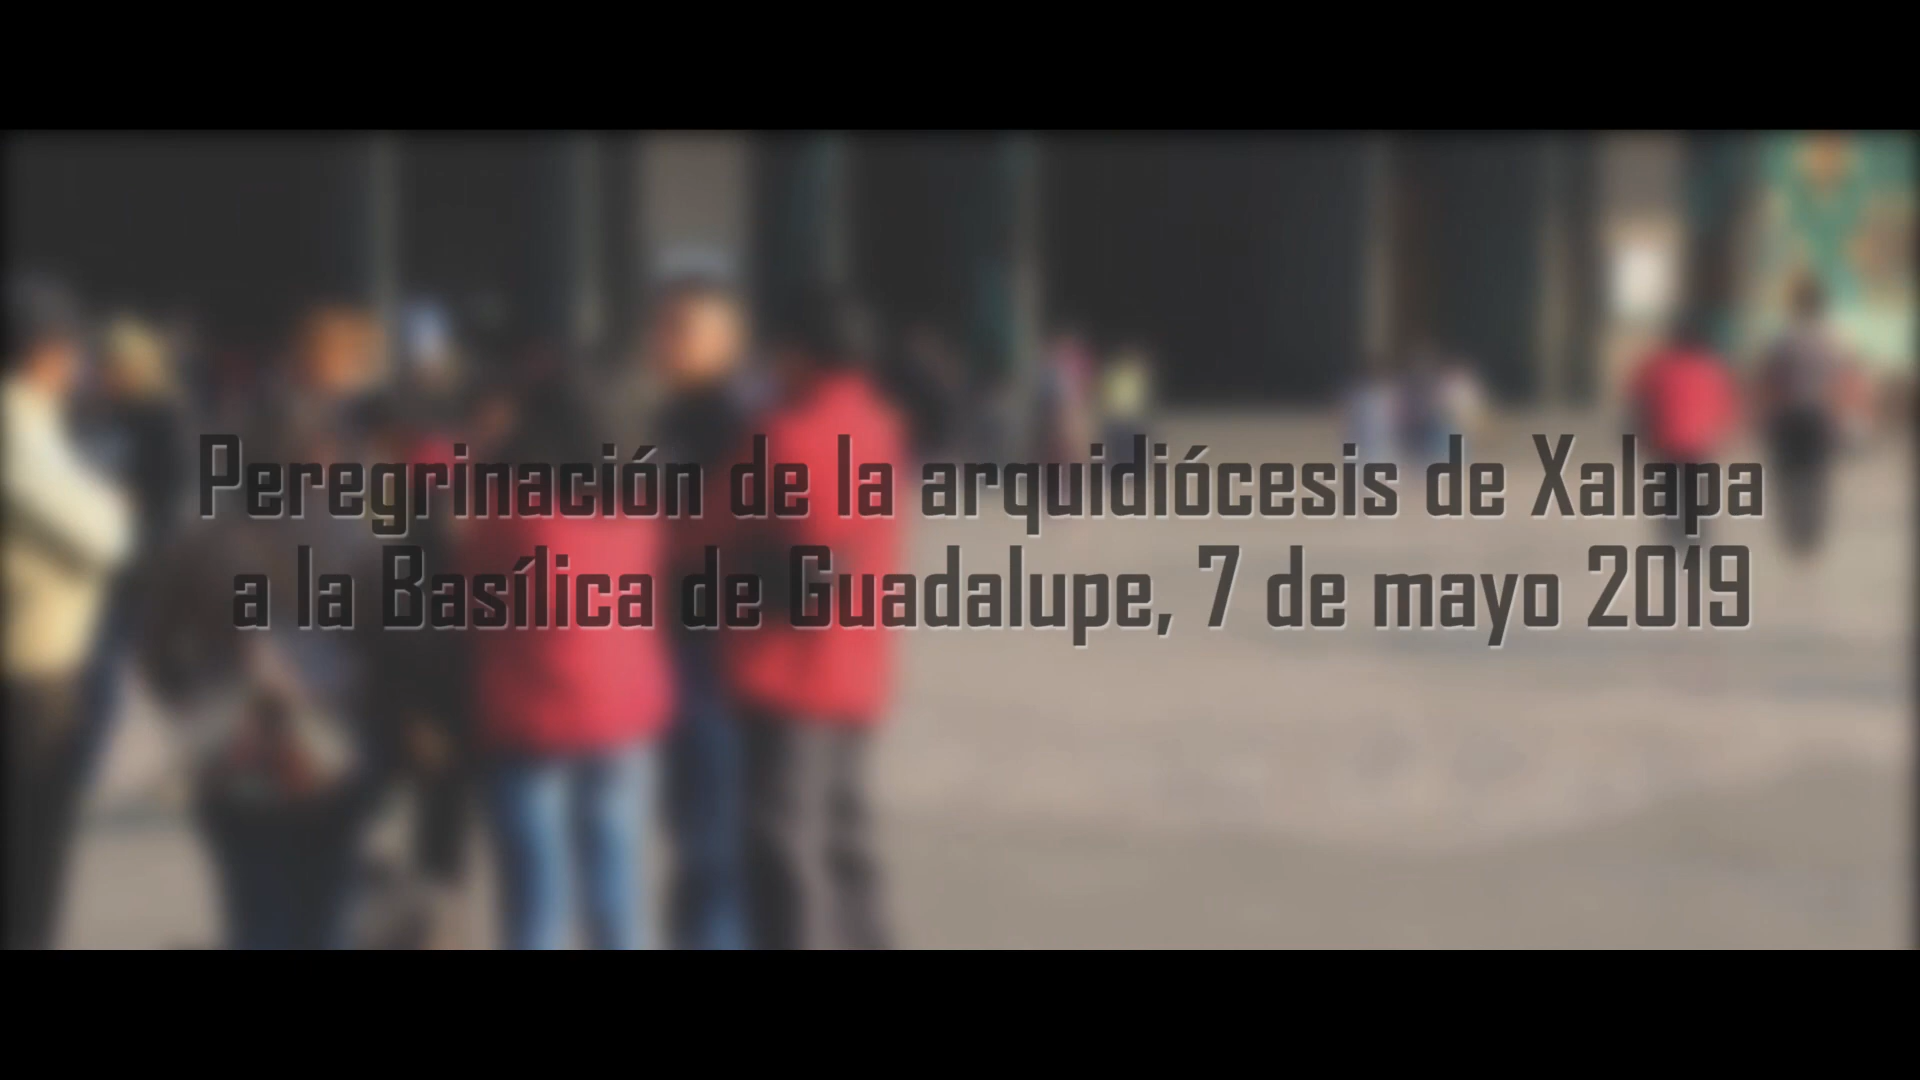 Peregrinación de la arquidiócesis de Xalapa
a la Basílica de Guadalupe, 7 de mayo 2019